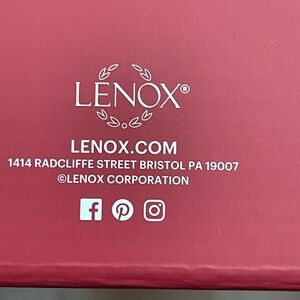 LENOX®
LENOX.COM
1414 RADCLIFFE STREET BRISTOL PA 19007
©LENOX CORPORATION